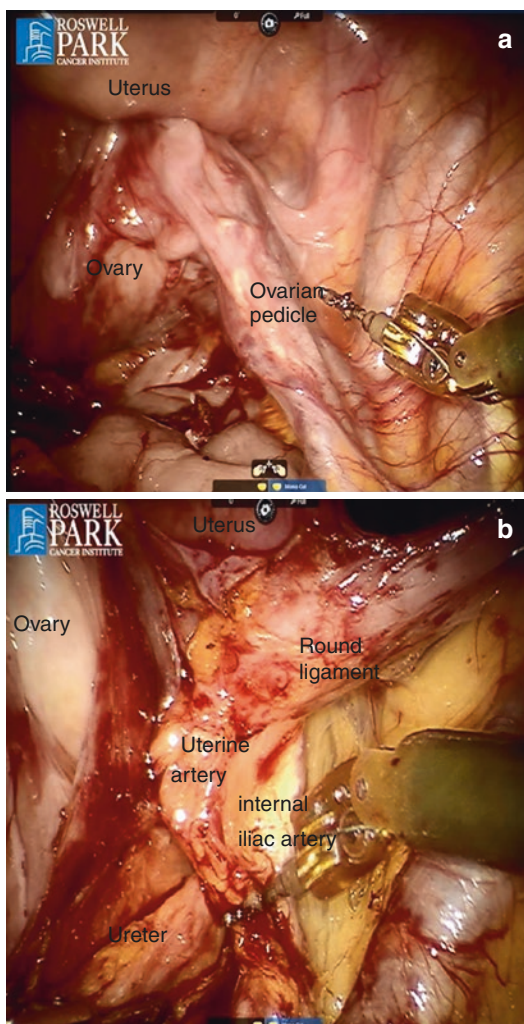 ROSWELL
PARK
CANCER INSTITUTE
a
Uterus
Ovary
Ovarian
pedicle
ROSWELL
PARK
CANCER INSTITUTE
Uterus
b
Ovary
Round
ligament
Uterine
artery
internal
iliac artery
Ureter